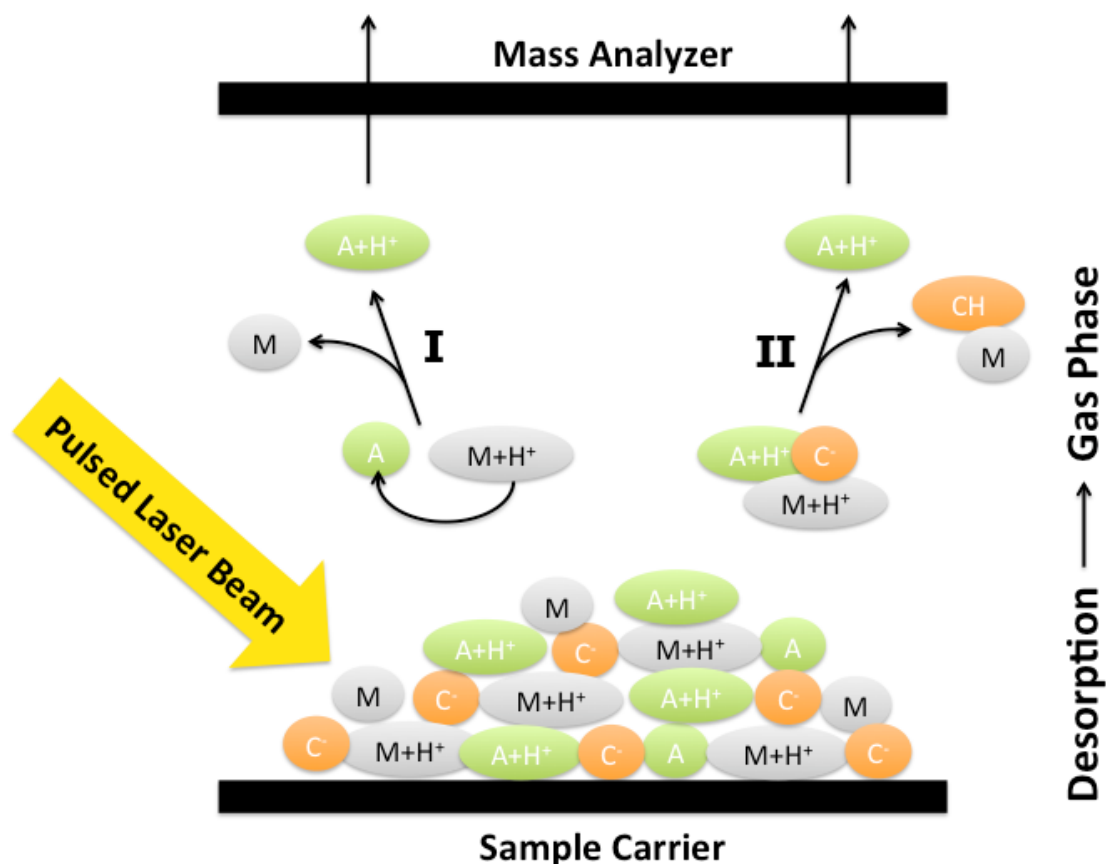 Mass Analyzer
A+H⁺
A+H⁺
CH
M
I
II
M
A
M+H⁺
A+H⁺
C⁻
M+H⁺
Pulsed Laser Beam
Gas Phase
Desorption
M
A+H⁺
A+H⁺
C⁻
M+H⁺
A
M
C⁻
M+H⁺
A+H⁺
C⁻
M
C⁻
M+H⁺
A+H⁺
C⁻
A
M+H⁺
C⁻
Sample Carrier